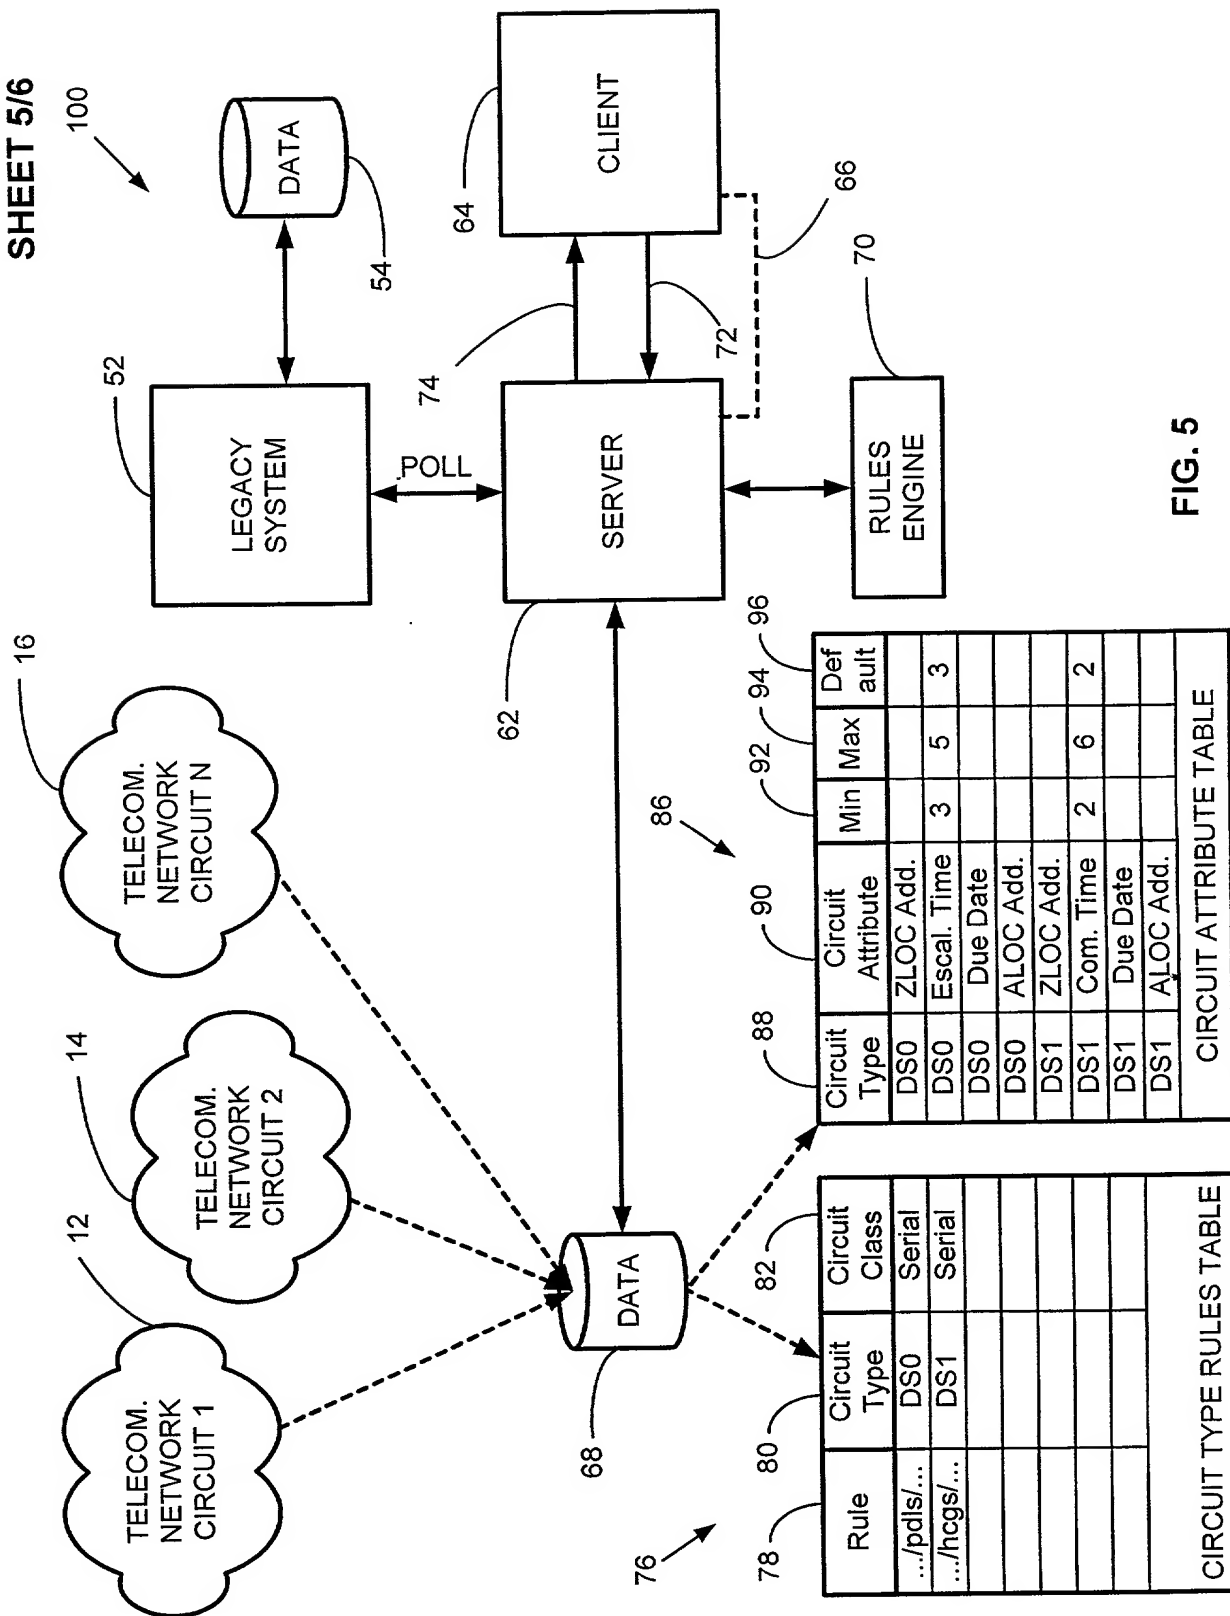 SHEET 5/6
100
TELECOM.
NETWORK
CIRCUIT 1
12
TELECOM.
NETWORK
CIRCUIT 2
14
TELECOM.
NETWORK
CIRCUIT N
16
LEGACY
SYSTEM
52
DATA
54
POLL
SERVER
62
CLIENT
64
74
72
66
RULES
ENGINE
70
DATA
68
76
78
80
82
Rule
Circuit
Type
Circuit
Class
.../pdls/...
DS0
Serial
.../hcgs/...
DS1
Serial
CIRCUIT TYPE RULES TABLE
86
88
90
92
94
96
Circuit
Type
Circuit
Attribute
Min
Max
Def
ault
DS0 ZLOC Add.
DS0 Escal. Time 3 5 3
DS0 Due Date
DS0 ALOC Add.
DS1 ZLOC Add.
DS1 Com. Time 2 6 2
DS1 Due Date
DS1 ALOC Add.
CIRCUIT ATTRIBUTE TABLE
FIG. 5